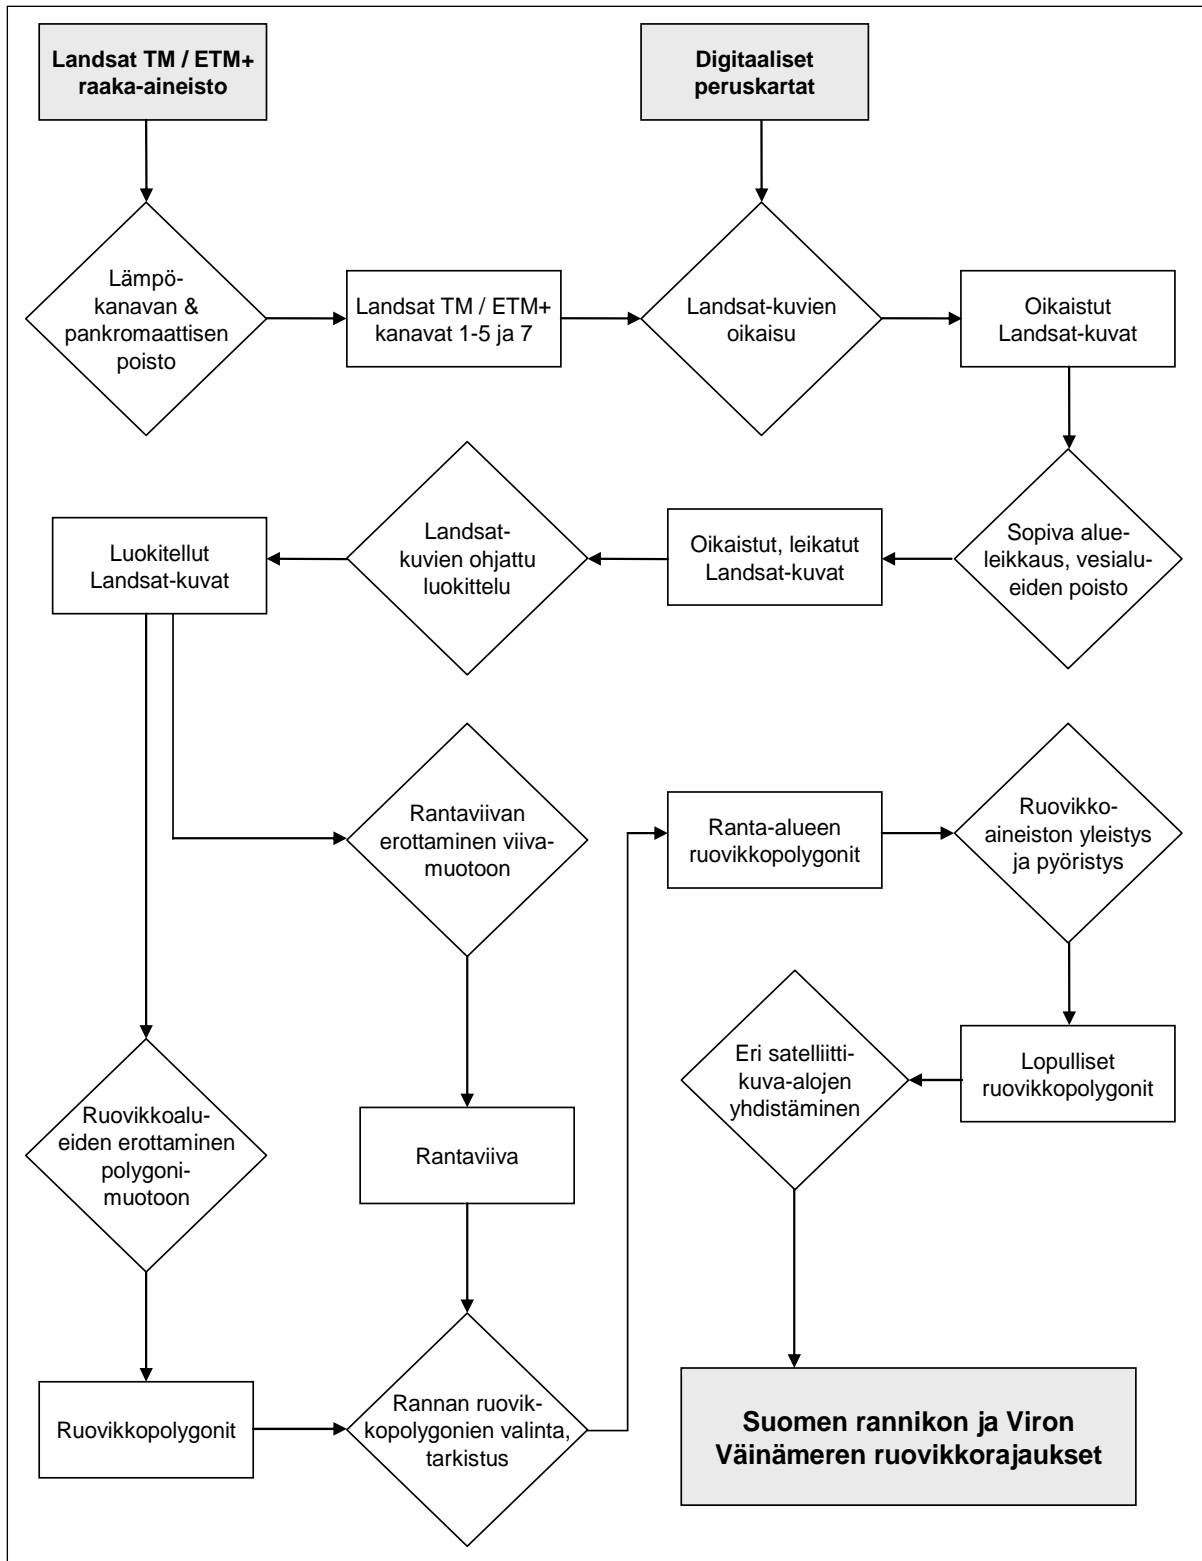 Landsat TM / ETM+
raaka-aineisto
Digitaaliset
peruskartat
Lämpö-
kanavan &
pankromaattisen
poisto
Landsat TM / ETM+
kanavat 1-5 ja 7
Landsat-kuvien
oikaisu
Oikaistut
Landsat-kuvat
Sopiva alue-
leikkaus, vesialu-
eiden poisto
Oikaistut, leikatut
Landsat-kuvat
Landsat-
kuvien ohjattu
luokittelu
Luokitellut
Landsat-kuvat
Rantaviivan
erottaminen viiva-
muotoon
Ranta-alueen
ruovikkopolygonit
Ruovikko-
aineiston yleistys
ja pyöristys
Eri satelliitti-
kuva-alojen
yhdistäminen
Lopulliset
ruovikkopolygonit
Ruovikkoalu-
eiden erottaminen
polygoni-
muotoon
Rantaviiva
Ruovikkopolygonit
Rannan ruovik-
kopolygonien valinta,
tarkistus
Suomen rannikon ja Viron
Väinämeren ruovikkorajaukset